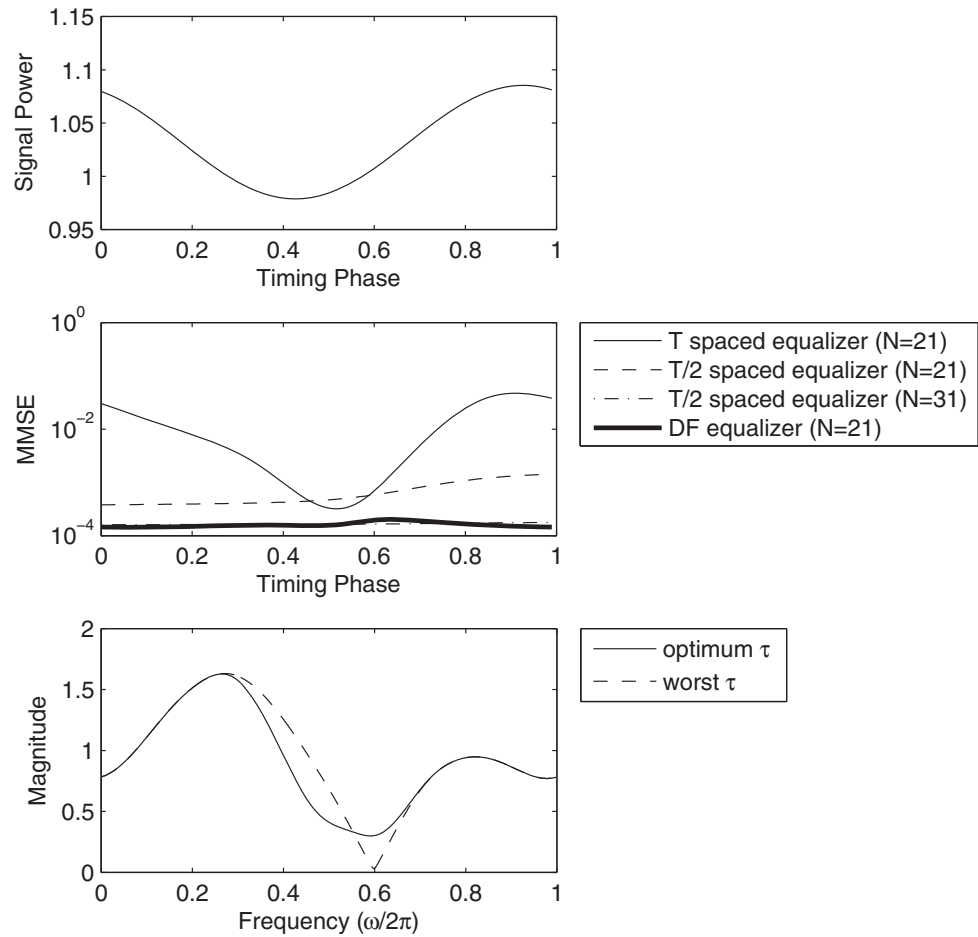 1.15
1.1
1.05
1
0.95
Signal Power
0 0.2 0.4 0.6 0.8 1
Timing Phase
10^0
10^-2
10^-4
MMSE
0 0.2 0.4 0.6 0.8 1
Timing Phase
T spaced equalizer (N=21)
T/2 spaced equalizer (N=21)
T/2 spaced equalizer (N=31)
DF equalizer (N=21)
2
1.5
1
0.5
0
Magnitude
0 0.2 0.4 0.6 0.8 1
Frequency (ω/2π)
optimum τ
worst τ